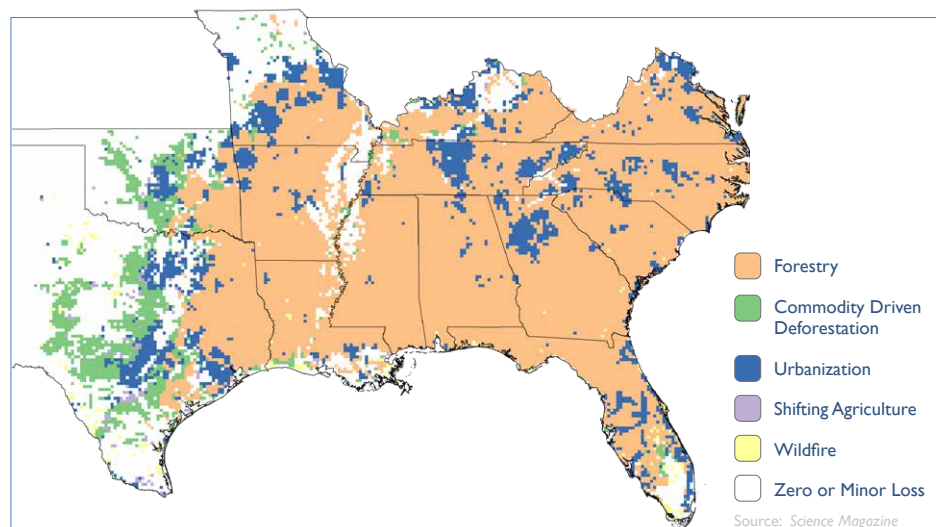 Forestry
Commodity Driven
Deforestation
Urbanization
Shifting Agriculture
Wildfire
Zero or Minor Loss
Source: Science Magazine